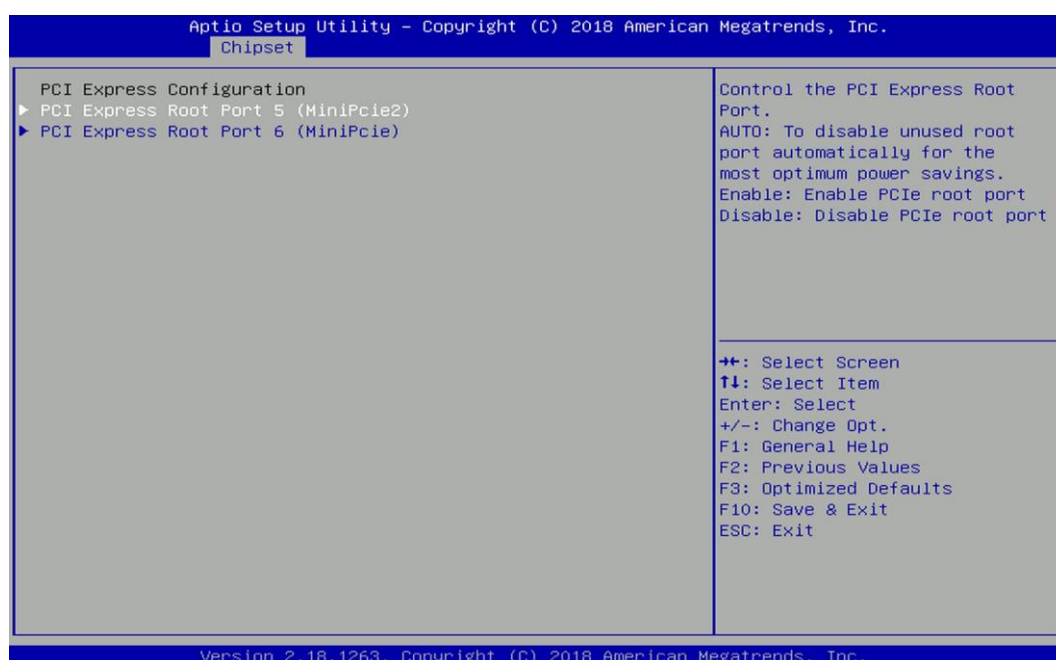 Aptio Setup Utility – Copyright (C) 2018 American Megatrends, Inc.
Chipset
PCI Express Configuration
▶ PCI Express Root Port 5 (MiniPcie2)
▶ PCI Express Root Port 6 (MiniPcie)
Control the PCI Express Root
Port.
AUTO: To disable unused root
port automatically for the
most optimum power savings.
Enable: Enable PCIe root port
Disable: Disable PCIe root port
→←: Select Screen
↑↓: Select Item
Enter: Select
+/-: Change Opt.
F1: General Help
F2: Previous Values
F3: Optimized Defaults
F10: Save & Exit
ESC: Exit
Version 2.18.1263. Copyright (C) 2018 American Megatrends, Inc.